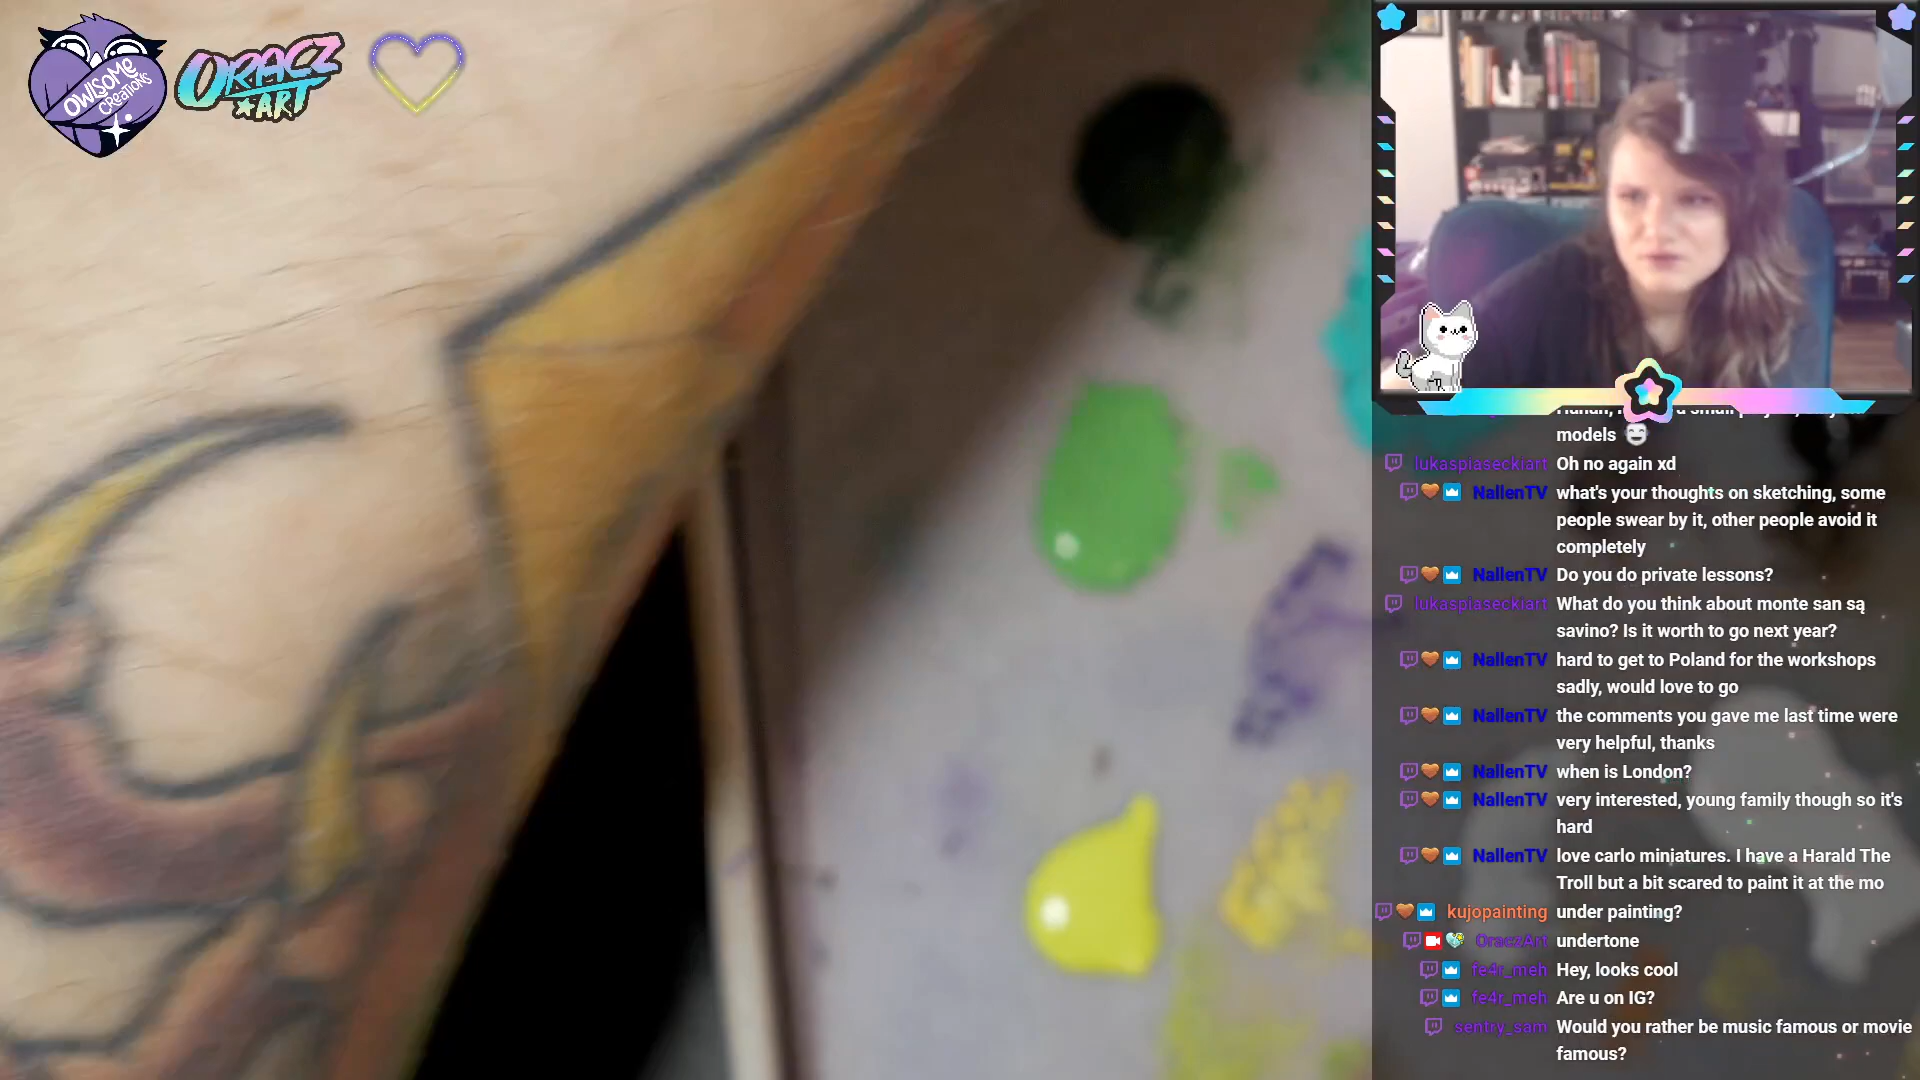 OWLSOME
CREATIONS
ORACZ
ART
models
lukaspiaseckiart Oh no again xd
NallenTV what's your thoughts on sketching, some
people swear by it, other people avoid it
completely
NallenTV Do you do private lessons?
lukaspiaseckiart What do you think about monte san są
savino? Is it worth to go next year?
NallenTV hard to get to Poland for the workshops
sadly, would love to go
NallenTV the comments you gave me last time were
very helpful, thanks
NallenTV when is London?
NallenTV very interested, young family though so it's
hard
NallenTV love carlo miniatures. I have a Harald The
Troll but a bit scared to paint it at the mo
kujopainting under painting?
OraczArt undertone
fe4r_meh Hey, looks cool
fe4r_meh Are u on IG?
sentry_sam Would you rather be music famous or movie
famous?